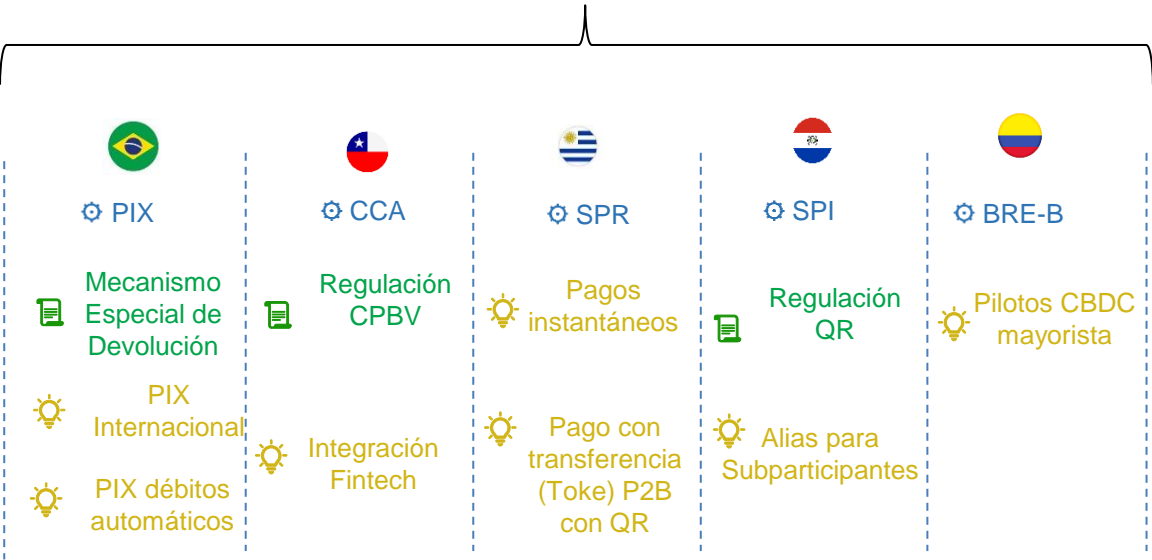 PIX
Mecanismo
Especial de
Devolución
PIX
Internacional
PIX débitos
automáticos
CCA
Regulación
CPBV
Integración
Fintech
SPR
Pagos
instantáneos
Pago con
transferencia
(Toke) P2B
con QR
SPI
Regulación
QR
Alias para
Subparticipantes
BRE-B
Pilotos CBDC
mayorista